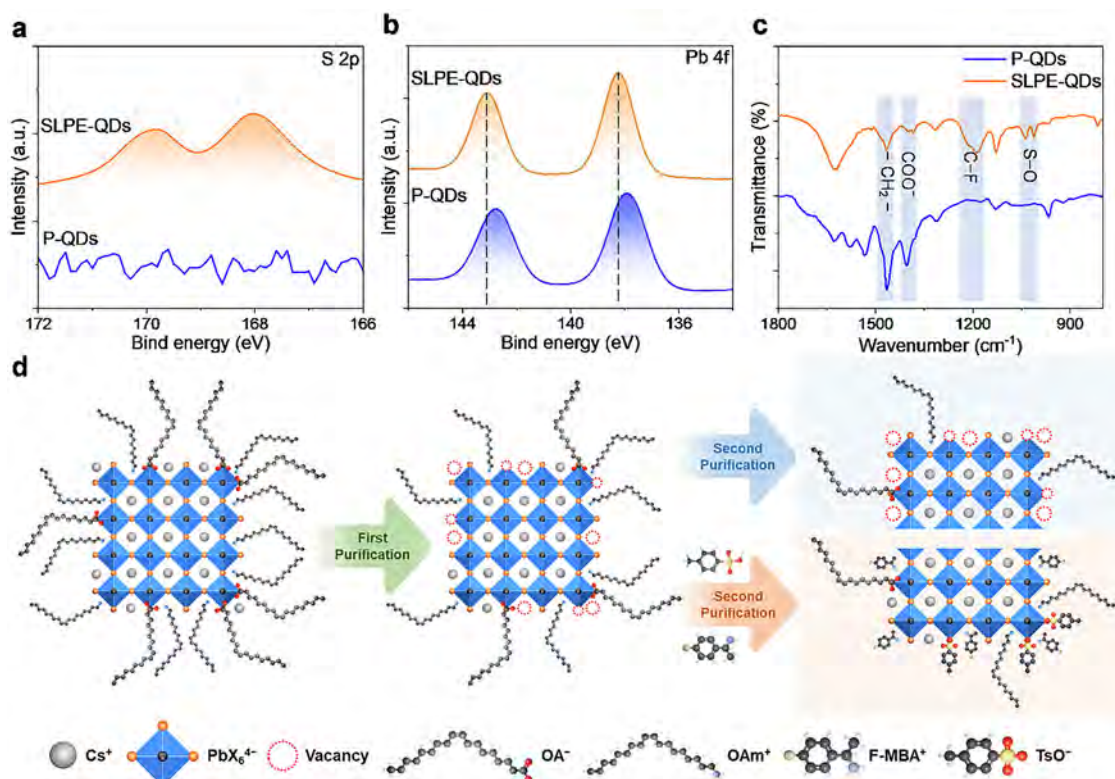 a
S 2p
SLPE-QDs
P-QDs
Intensity (a.u.)
172 170 168 166
Bind energy (eV)
b
Pb 4f
SLPE-QDs
P-QDs
Intensity (a.u.)
144 140 136
Bind energy (eV)
c
P-QDs
SLPE-QDs
Transmittance (%)
-CH₂-
COO⁻
C-F
S-O
1800 1500 1200 900
Wavenumber (cm⁻¹)
d
First
Purification
Second
Purification
Second
Purification
Cs⁺
PbX₆⁴⁻
Vacancy
OA⁻
OAm⁺
F-MBA⁺
TsO⁻